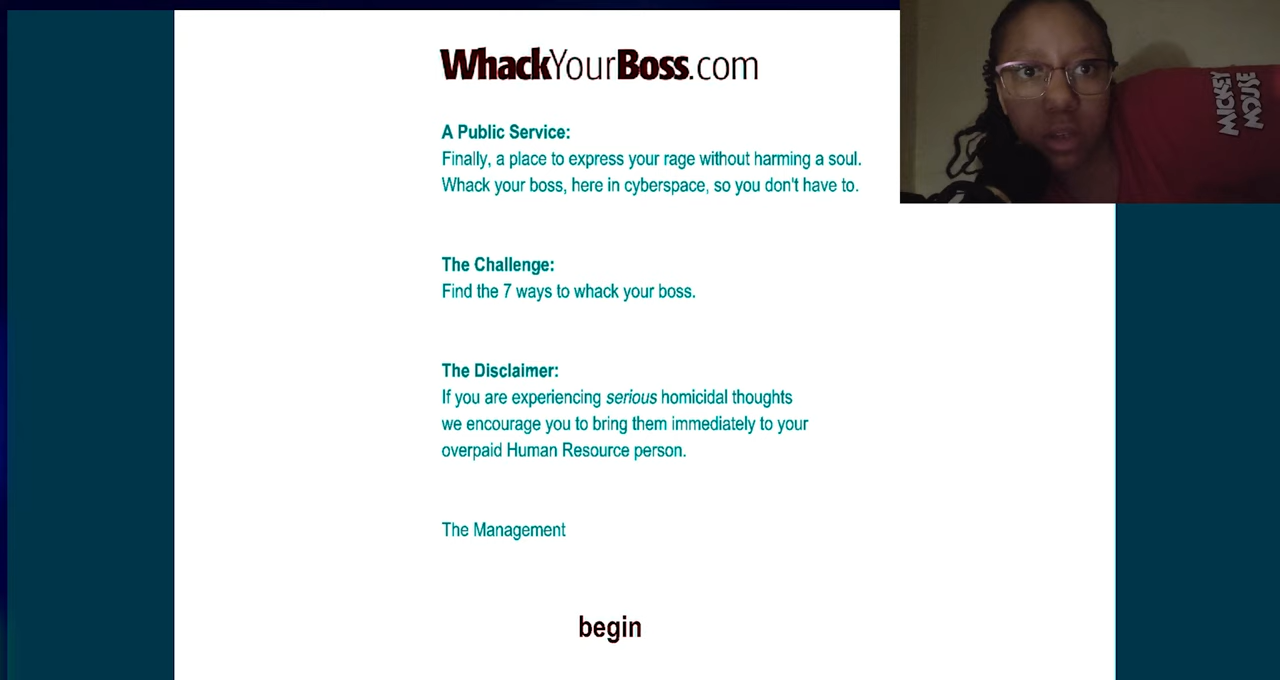 WhackYourBoss.com
A Public Service:
Finally, a place to express your rage without harming a soul.
Whack your boss, here in cyberspace, so you don't have to.
The Challenge:
Find the 7 ways to whack your boss.
The Disclaimer:
If you are experiencing serious homicidal thoughts
we encourage you to bring them immediately to your
overpaid Human Resource person.
The Management
begin
MICKEY
MOUSE